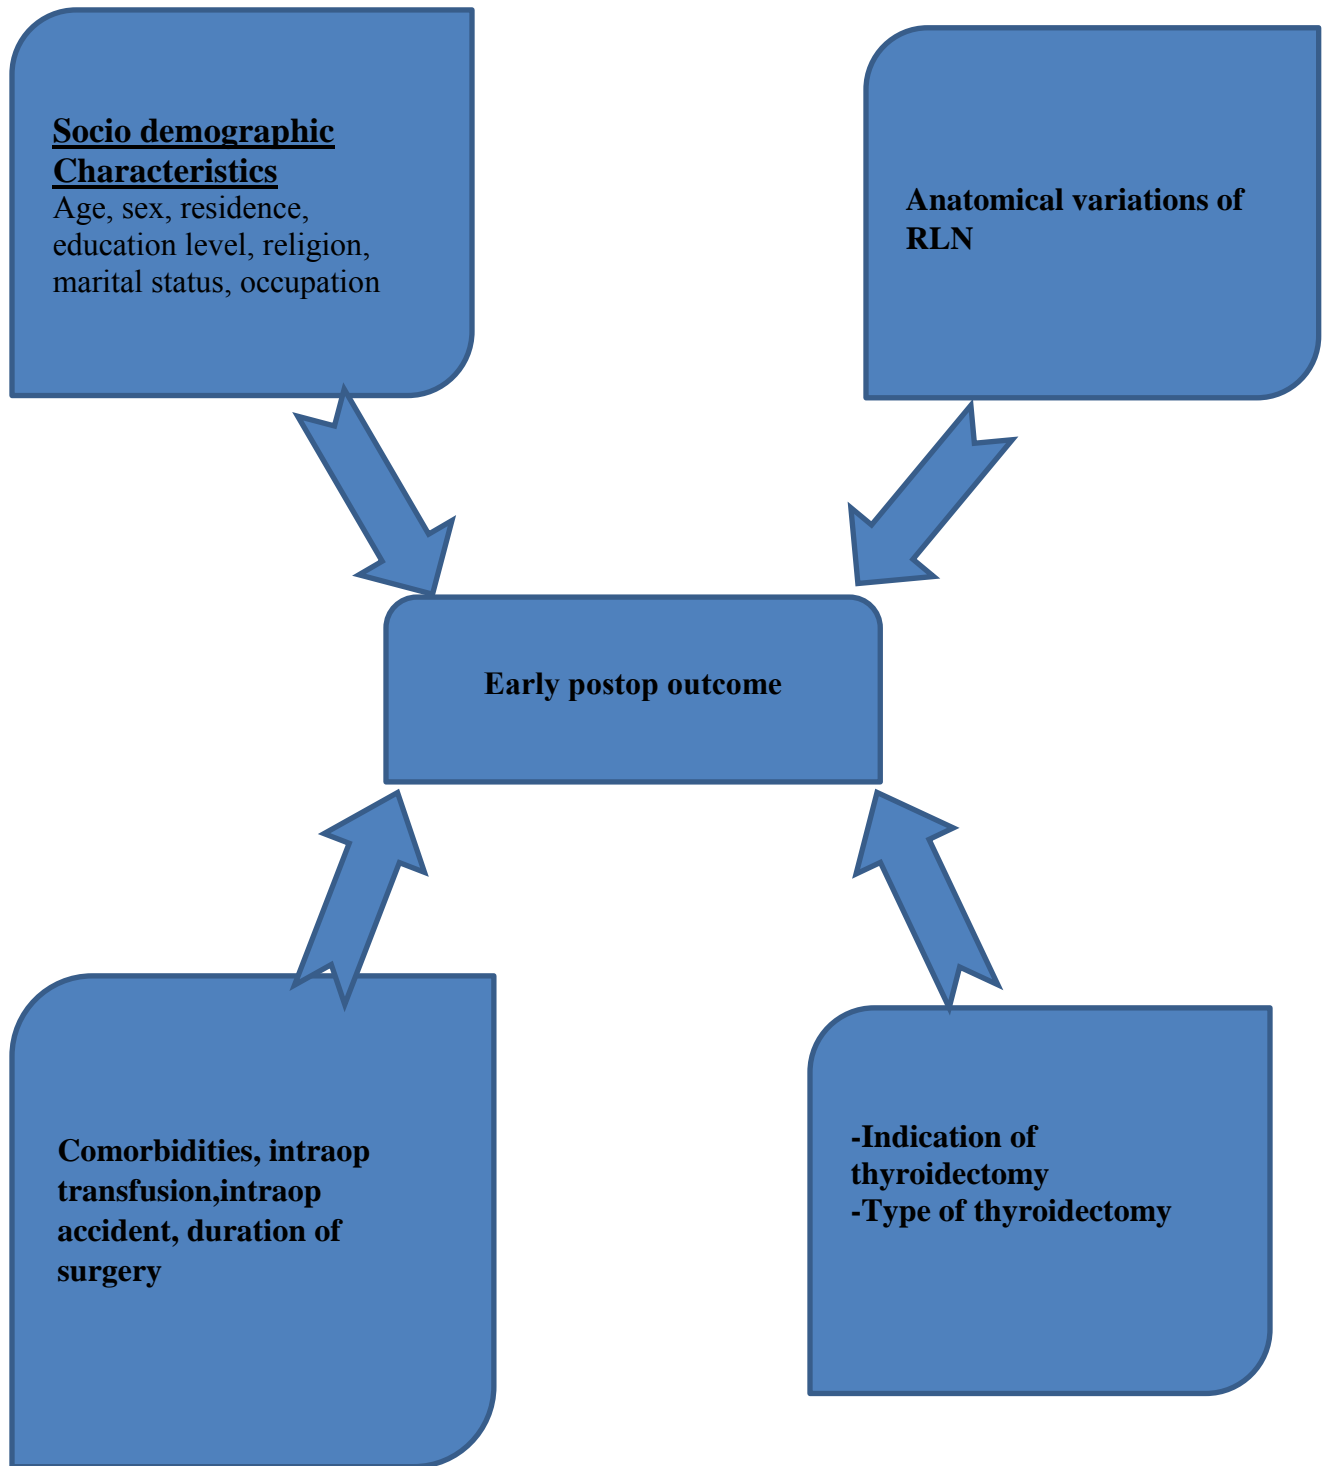 Socio demographic
Characteristics
Age, sex, residence,
education level, religion,
marital status, occupation
Anatomical variations of
RLN
Early postop outcome
Comorbidities, intraop
transfusion,intraop
accident, duration of
surgery
-Indication of
thyroidectomy
-Type of thyroidectomy